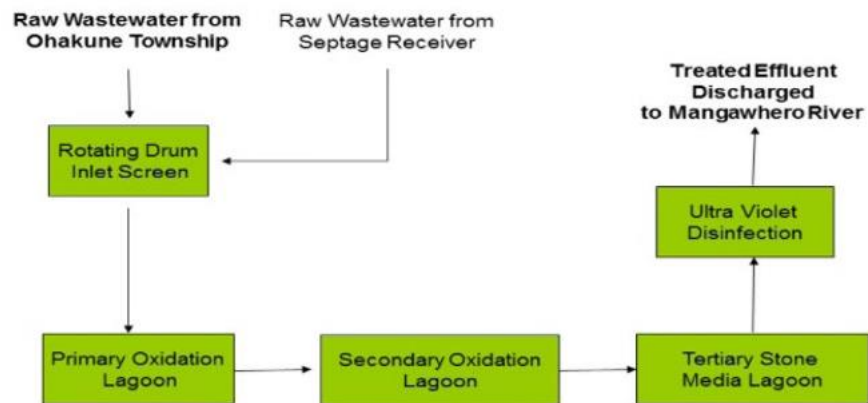 Raw Wastewater from
Ohakune Township
Raw Wastewater from
Septage Receiver
Treated Effluent
Discharged
to Mangawhero River
Rotating Drum
Inlet Screen
Ultra Violet
Disinfection
Primary Oxidation
Lagoon
Secondary Oxidation
Lagoon
Tertiary Stone
Media Lagoon